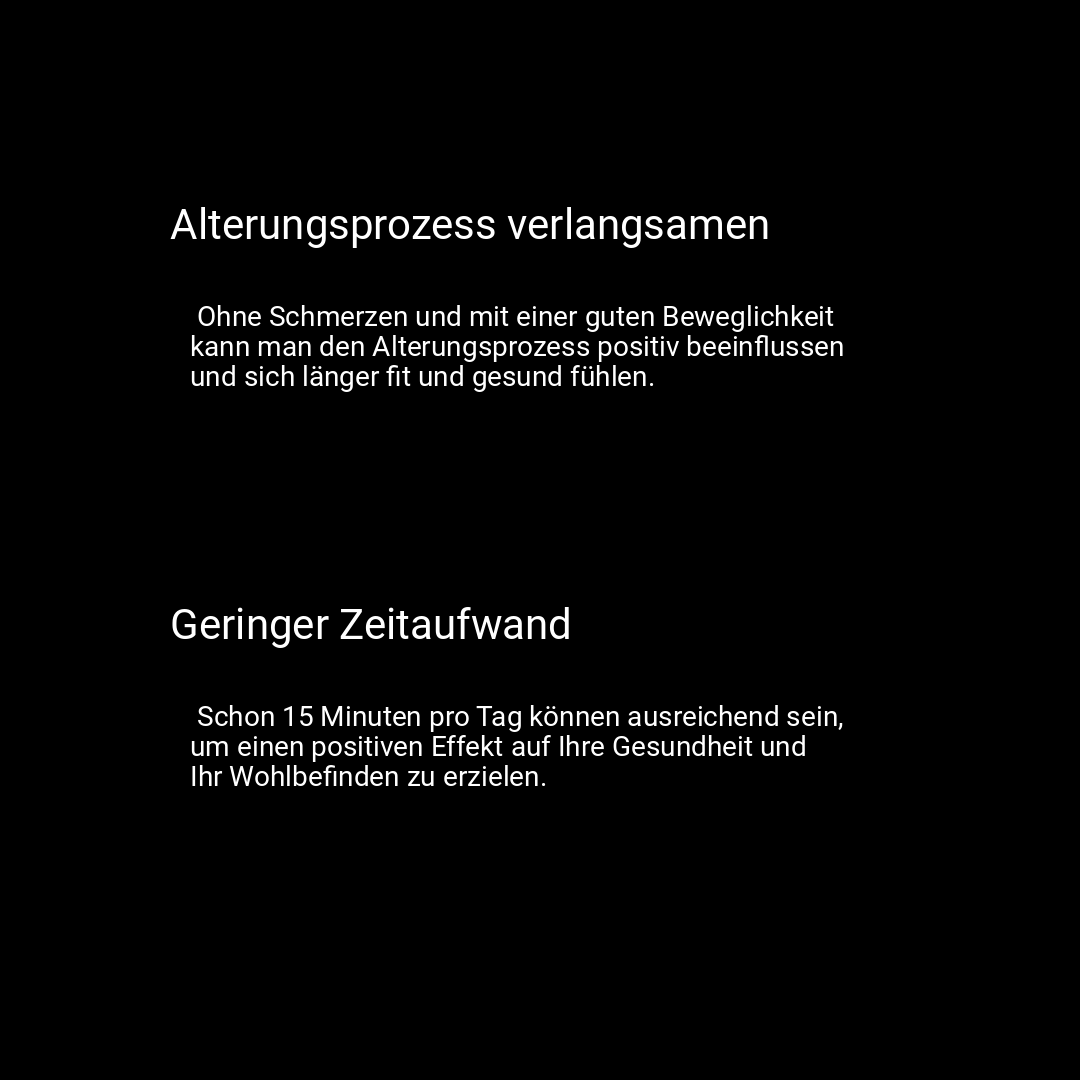 Alterungsprozess verlangsamen
Ohne Schmerzen und mit einer guten Beweglichkeit
kann man den Alterungsprozess positiv beeinflussen
und sich länger fit und gesund fühlen.
Geringer Zeitaufwand
Schon 15 Minuten pro Tag können ausreichend sein,
um einen positiven Effekt auf Ihre Gesundheit und
Ihr Wohlbefinden zu erzielen.